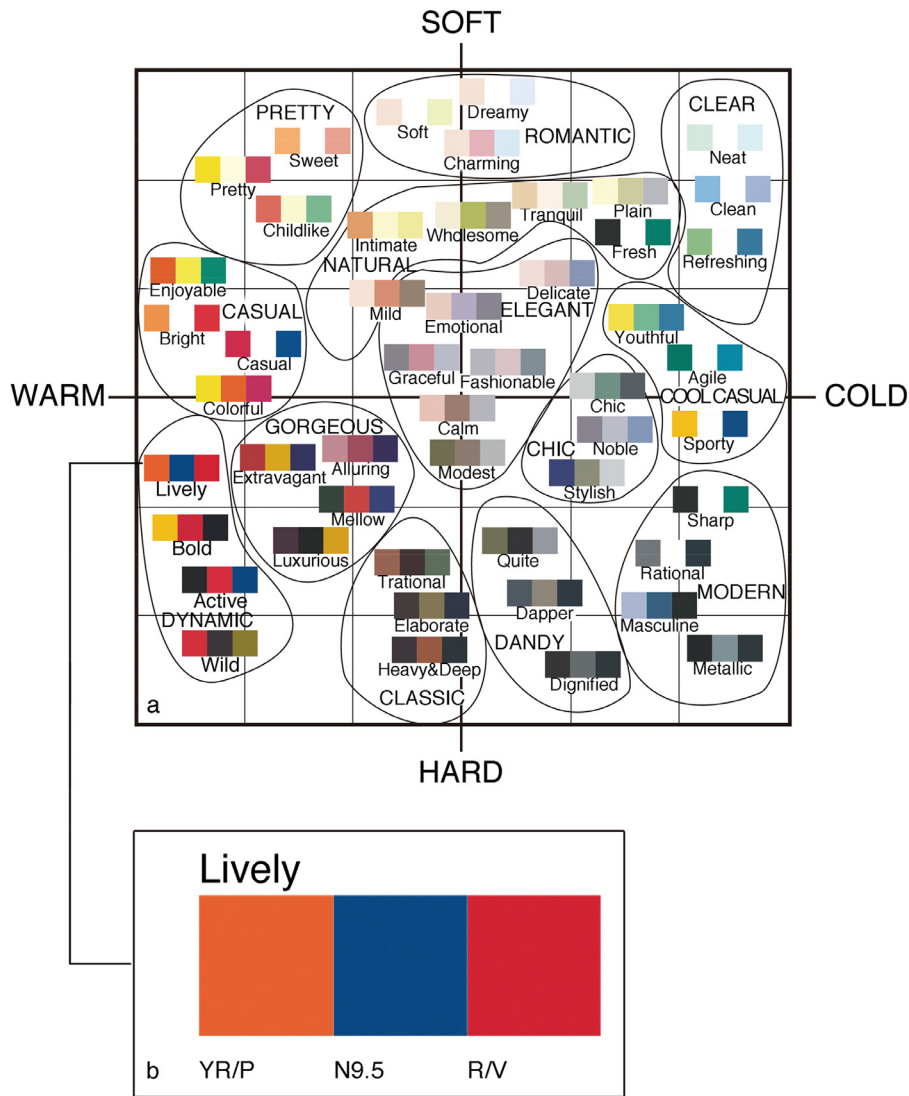 SOFT
PRETTY
Sweet
Pretty
Childlike
Soft
Dreamy
Charming
ROMANTIC
CLEAR
Neat
Clean
Refreshing
Intimate
Wholesome
Tranquil
Plain
Fresh
NATURAL
Mild
Enjoyable
Bright
CASUAL
Casual
Colorful
Delicate
Emotional
ELEGANT
Graceful
Fashionable
Calm
Modest
Youthful
Agile
COOL CASUAL
Sporty
WARM
COLD
Chic
Noble
CHIC
Stylish
GORGEOUS
Extravagant
Alluring
Mellow
Luxurious
Lively
Bold
Active
DYNAMIC
Wild
Trational
Elaborate
Heavy&Deep
CLASSIC
Quite
Dapper
DANDY
Dignified
Sharp
Rational
MODERN
Masculine
Metallic
a
HARD
Lively
b YR/P N9.5 R/V